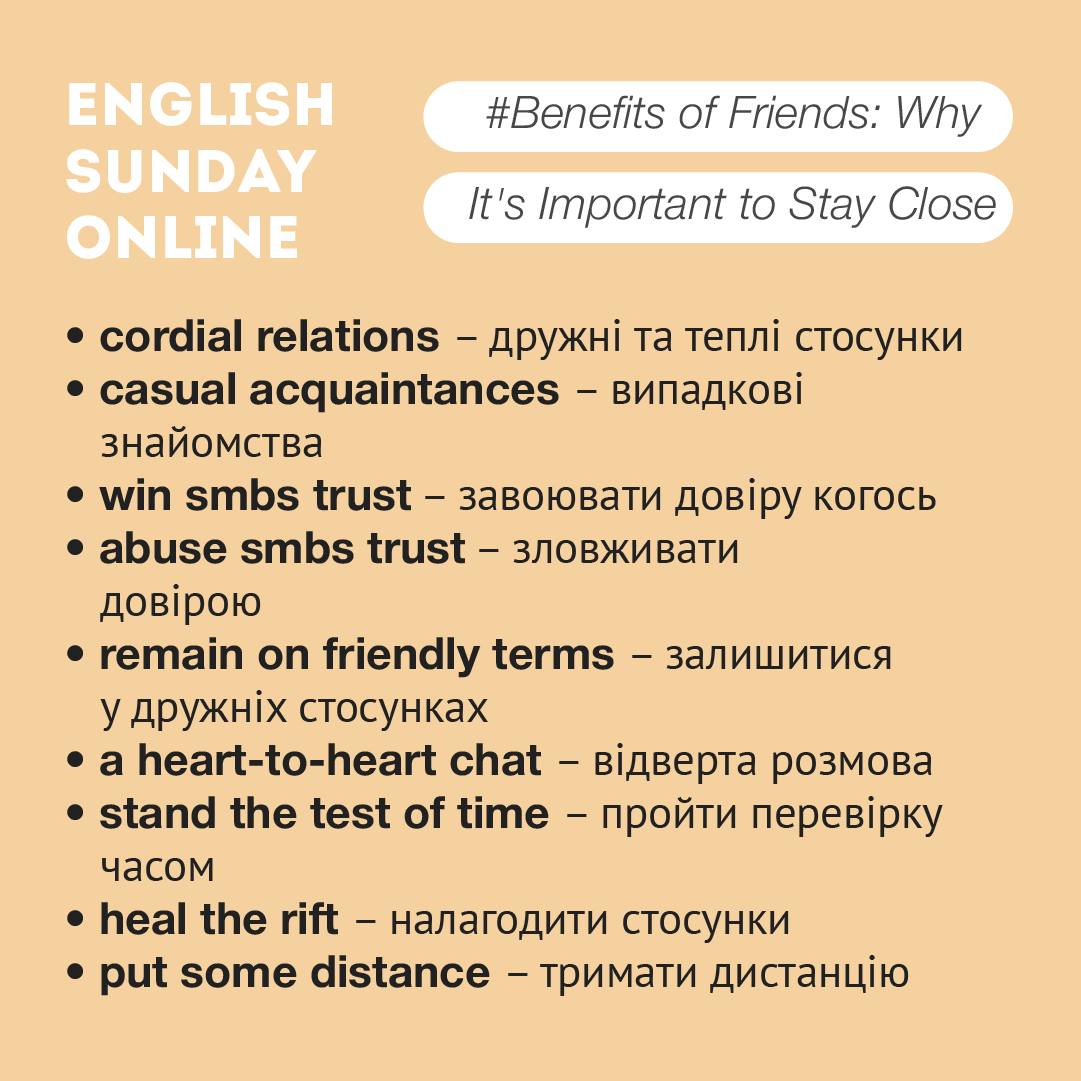 ENGLISH
SUNDAY
ONLINE
#Benefits of Friends: Why
It's Important to Stay Close
• cordial relations – дружні та теплі стосунки
• casual acquaintances – випадкові
знайомства
• win smbs trust – завоювати довіру когось
• abuse smbs trust – зловживати
довірою
• remain on friendly terms – залишитися
у дружніх стосунках
• a heart-to-heart chat – відверта розмова
• stand the test of time – пройти перевірку
часом
• heal the rift – налагодити стосунки
• put some distance – тримати дистанцію